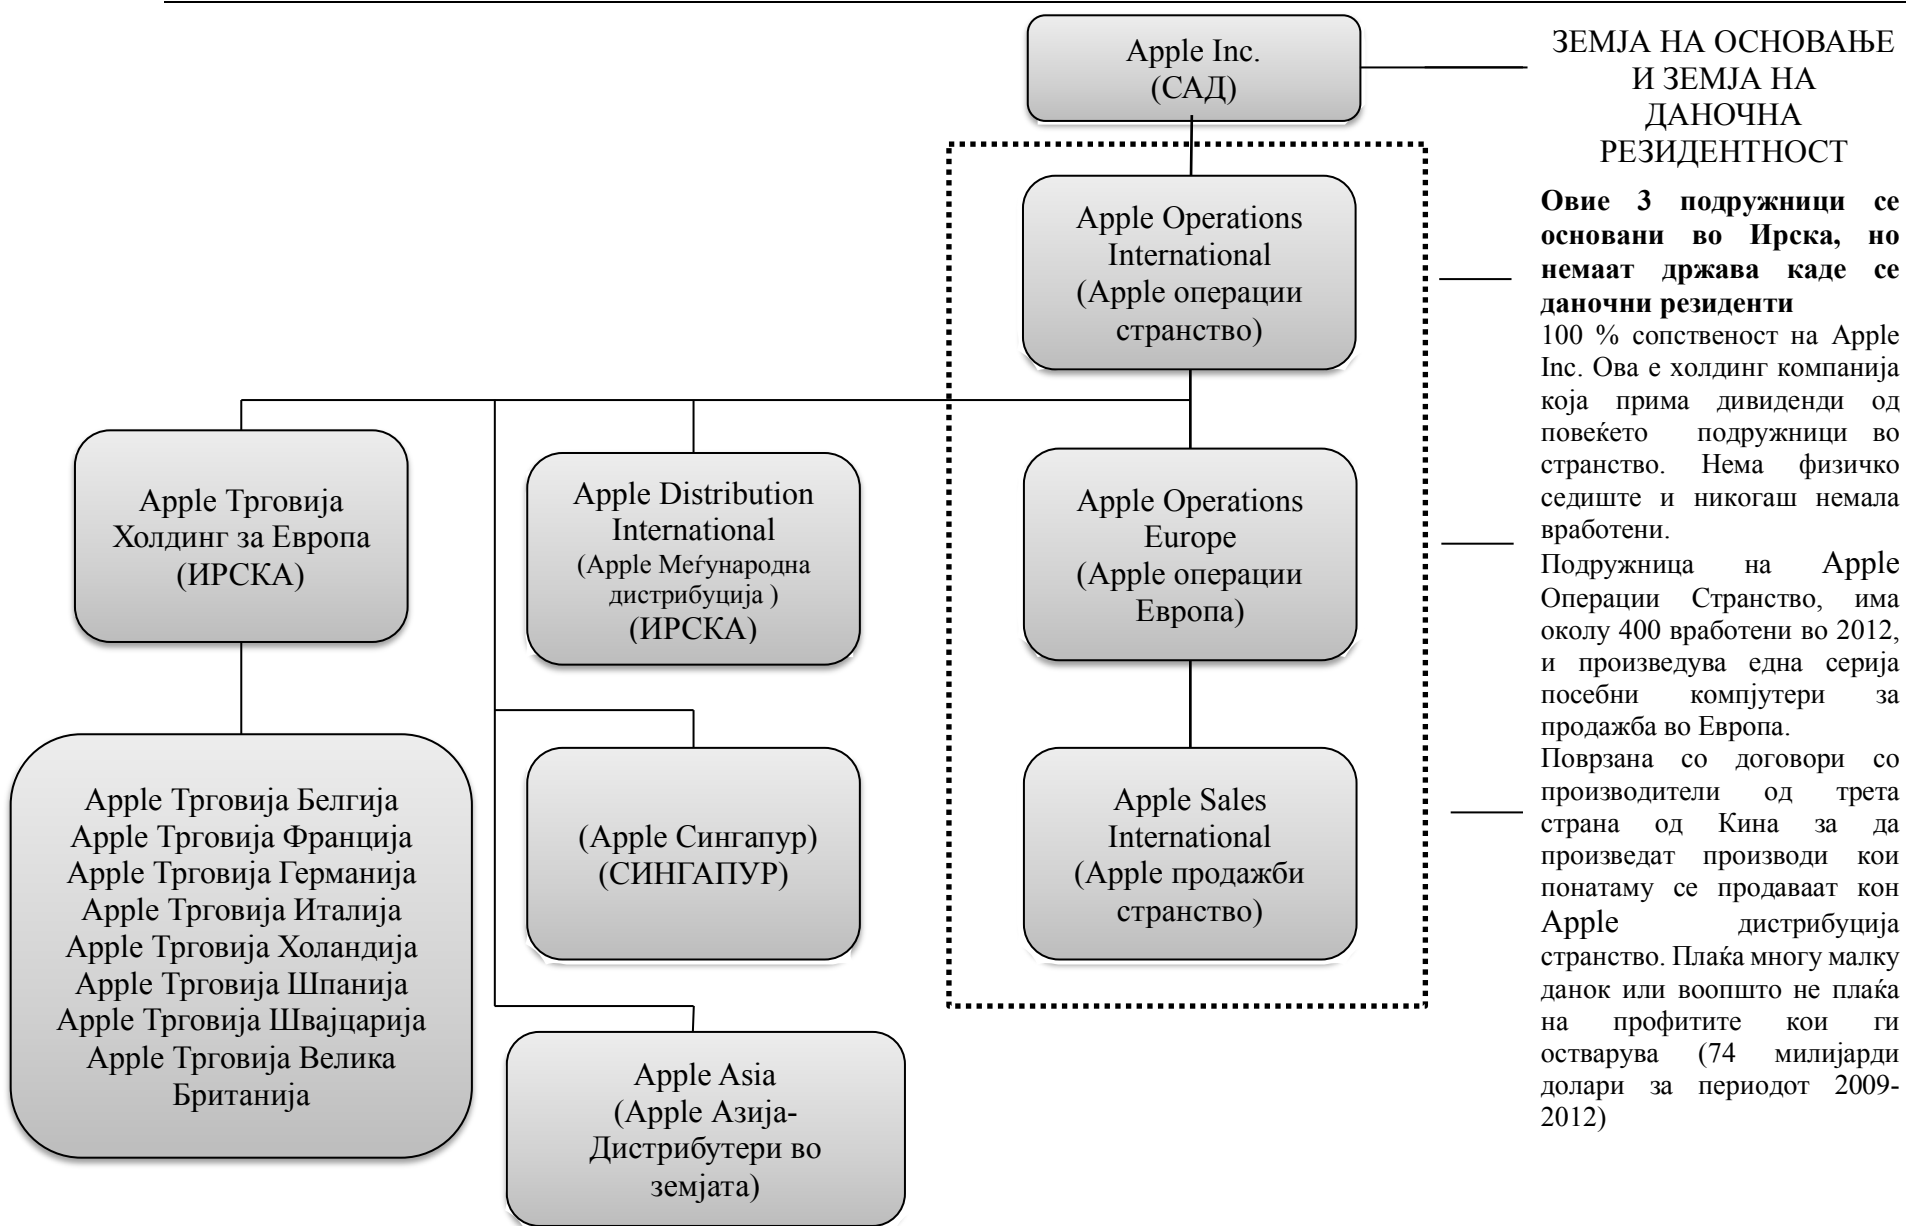 Apple Inc.
(САД)
ЗЕМЈА НА ОСНОВАЊЕ
И ЗЕМЈА НА
ДАНОЧНА
РЕЗИДЕНТНОСТ
Apple Operations
International
(Apple операции
странство)
Овие 3 подружници се
основани во Ирска, но
немаат држава каде се
даночни резиденти
100 % сопственост на Apple
Inc. Ова е холдинг компанија
која прима дивиденди од
повеќето подружници во
странство. Нема физичко
седиште и никогаш немала
вработени.
Подружница на Apple
Операции Странство, има
околу 400 вработени во 2012,
и произведува една серија
посебни компјутери за
продажба во Европа.
Поврзана со договори со
производители од трета
страна од Кина за да
произведат производи кои
понатаму се продаваат кон
Apple дистрибуција
странство. Плаќа многу малку
данок или воопшто не плаќа
на профитите кои ги
остварува (74 милијарди
долари за периодот 2009-
2012)
Apple Трговија
Холдинг за Европа
(ИРСКА)
Apple Distribution
International
(Apple Меѓународна
дистрибуција )
(ИРСКА)
Apple Operations
Europe
(Apple операции
Европа)
Apple Трговија Белгија
Apple Трговија Франција
Apple Трговија Германија
Apple Трговија Италија
Apple Трговија Холандија
Apple Трговија Шпанија
Apple Трговија Швајцарија
Apple Трговија Велика
Британија
(Apple Сингапур)
(СИНГАПУР)
Apple Sales
International
(Apple продажби
странство)
Apple Asia
(Apple Азија-
Дистрибутери во
земјата)